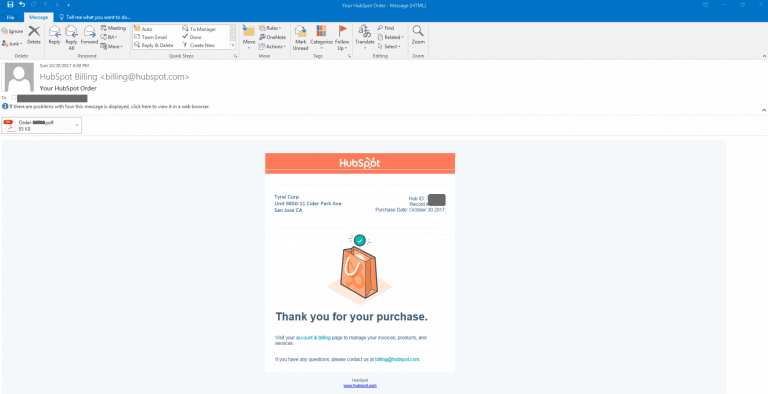 Your HubSpot Order - Message (HTML)
File Message Tell me what you want to do...
Ignore
Junk
Delete
Delete
Reply
Reply All
Forward
Meeting
IM
More
Respond
Auto
Team Email
Reply & Delete
To Manager
Done
Create New
Quick Steps
Move
Rules
OneNote
Actions
Move
Mark Unread
Categorize
Follow Up
Tags
Translate
Find
Related
Select
Editing
Zoom
Zoom
Sun 10/29/2017 6:50 PM
HubSpot Billing <billing@hubspot.com>
Your HubSpot Order
To
If there are problems with how this message is displayed, click here to view it in a web browser.
Order- .pdf
85 KB
HubSpot
Tyrel Corp
Unit 9850-11 Cider Park Ave
San Jose CA
Hub ID :
Record #
Purchase Date: October 30 2017
Thank you for your purchase.
Visit your account & billing page to manage your invoices, products, and
services.
If you have any questions, please contact us at billing@hubspot.com.
HubSpot
www.hubspot.com